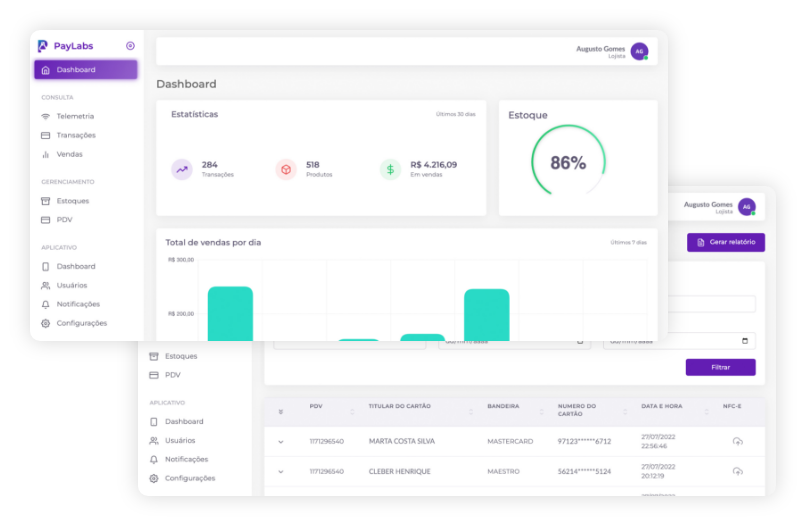 PayLabs
Dashboard
CONSULTA
Telemetria
Transações
Vendas
GERENCIAMENTO
Estoques
PDV
APLICATIVO
Dashboard
Usuários
Notificações
Configurações
Augusto Gomes
Lojista
AG
Dashboard
Estatísticas
Últimos 30 dias
284
Transações
518
Produtos
R$ 4.216,09
Em vendas
Estoque
86%
Total de vendas por dia
Últimos 7 dias
R$ 300,00
R$ 200,00
Augusto Gomes
Lojista
AG
Gerar relatório
Filtrar
Estoques
PDV
APLICATIVO
Dashboard
Usuários
Notificações
Configurações
PDV TITULAR DO CARTÃO BANDEIRA NUMERO DO CARTÃO DATA E HORA NFC-E
1171296540 MARTA COSTA SILVA MASTERCARD 97123******6712 27/07/2022 22:56:46
1171296540 CLEBER HENRIQUE MAESTRO 56214******5124 27/07/2022 20:12:19